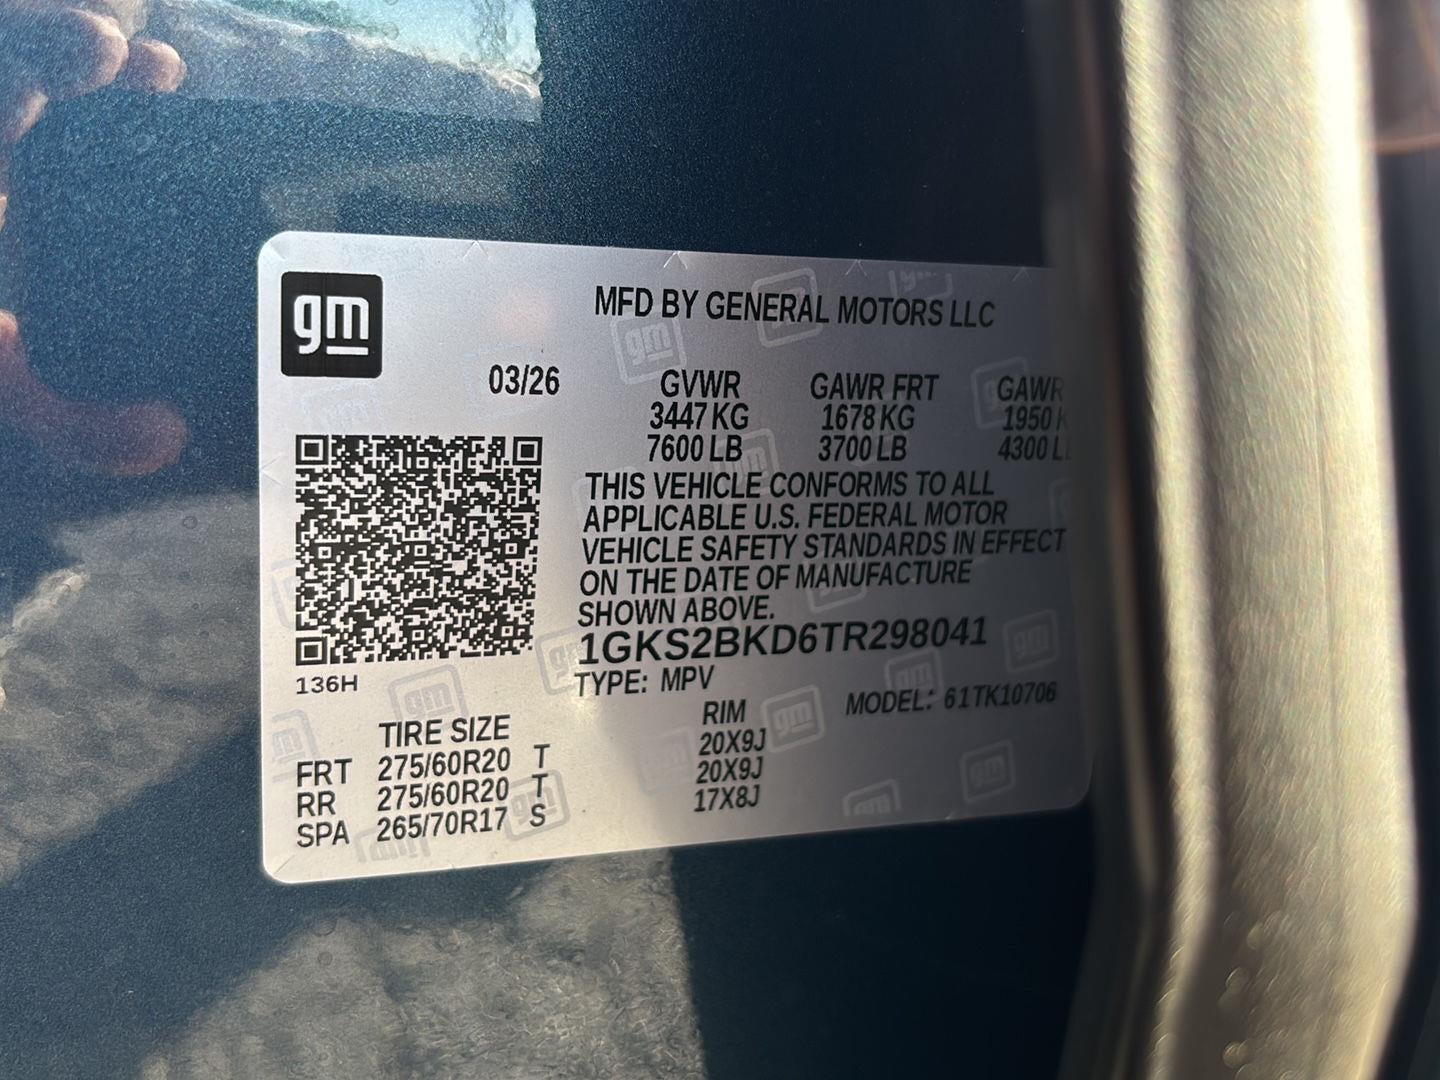 gm
MFD BY GENERAL MOTORS LLC
03/26
GVWR GAWR FRT GAWR
3447 KG 1678 KG 1950 K
7600 LB 3700 LB 4300 L
THIS VEHICLE CONFORMS TO ALL
APPLICABLE U.S. FEDERAL MOTOR
VEHICLE SAFETY STANDARDS IN EFFECT
ON THE DATE OF MANUFACTURE
SHOWN ABOVE.
1GKS2BKD6TR298041
136H
TYPE: MPV
MODEL: 61TK10706
TIRE SIZE RIM
FRT 275/60R20 T 20X9J
RR 275/60R20 T 20X9J
SPA 265/70R17 S 17X8J